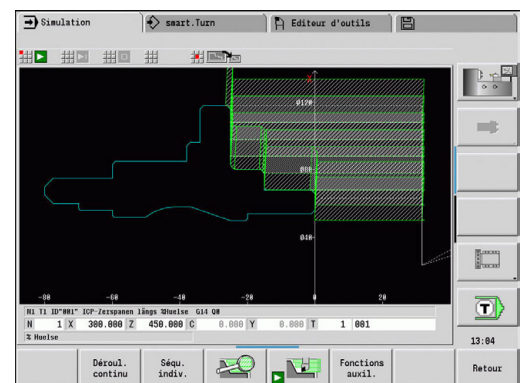 Simulation
smart.Turn
Editeur d'outils
X
Ø120
Ø80
Ø40
-80 -60 -40 -20 0 20
N1 T1 ID"001" ICP-Zerspanen längs %Huelse G14 Q0
N 1 X 300.000 Z 450.000 C 0.000 Y 0.000 T 1 001
% Huelse
T
13:04
Déroul. continu
Séqu. indiv.
Fonctions auxil.
Retour